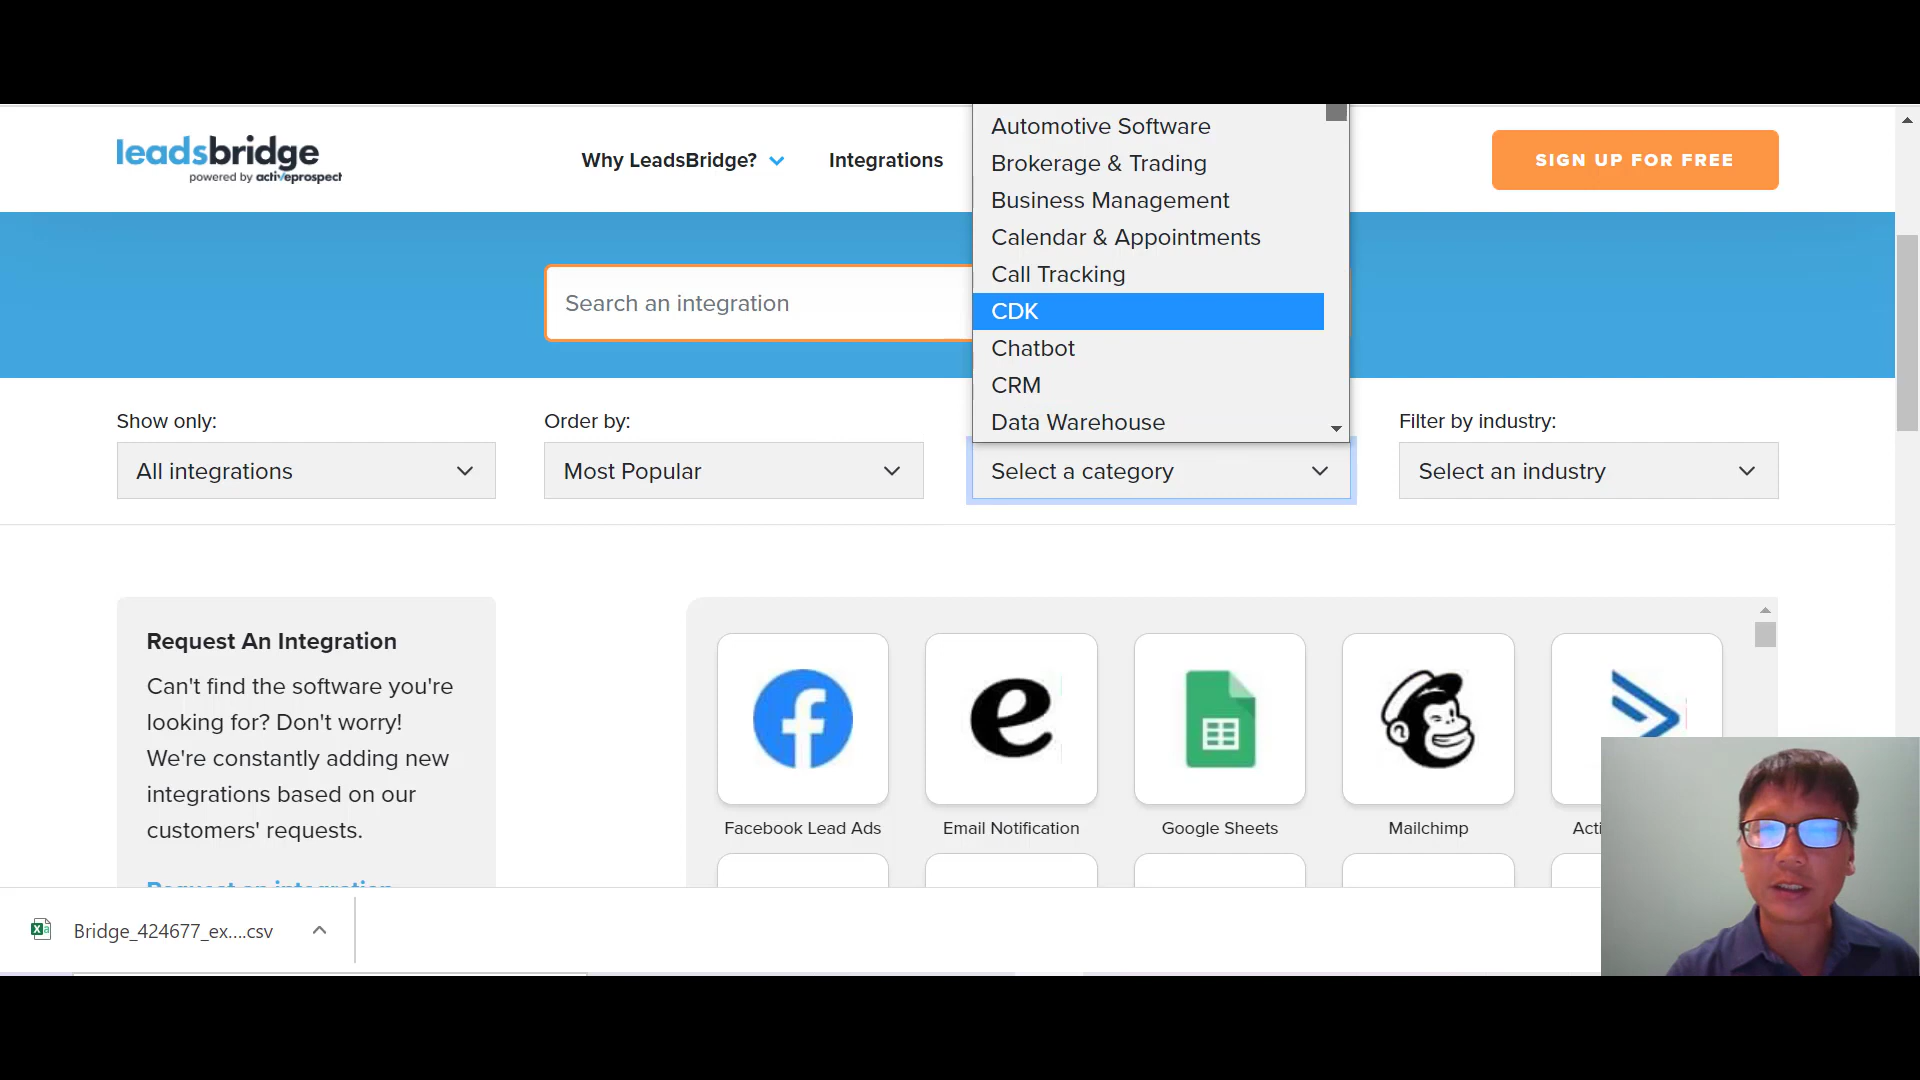 leadsbridge
powered by activeprospect
Why LeadsBridge?
Integrations
SIGN UP FOR FREE
Automotive Software
Brokerage & Trading
Business Management
Calendar & Appointments
Call Tracking
CDK
Chatbot
CRM
Data Warehouse
Search an integration
Show only:
All integrations
Order by:
Most Popular
Select a category
Filter by industry:
Select an industry
Request An Integration
Can't find the software you're
looking for? Don't worry!
We're constantly adding new
integrations based on our
customers' requests.
Request an integration
Facebook Lead Ads
Email Notification
Google Sheets
Mailchimp
Acti
Bridge_424677_ex....csv